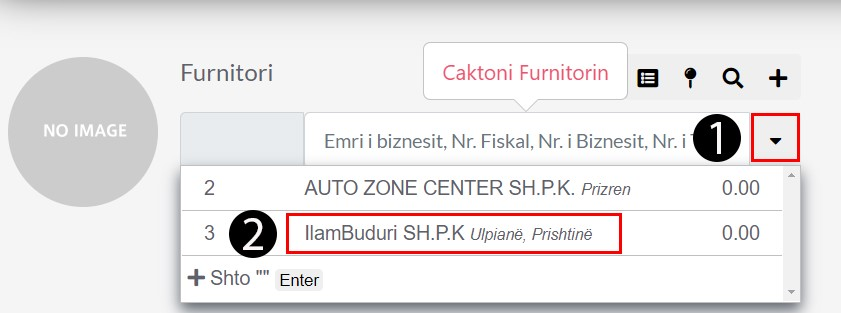 Furnitori
Caktoni Furnitorin
NO IMAGE
Emri i biznesit, Nr. Fiskal, Nr. i Biznesit, Nr. i
1
2 AUTO ZONE CENTER SH.P.K. Prizren 0.00
3 2 IlamBuduri SH.P.K Ulpianë, Prishtinë 0.00
Shto "" Enter